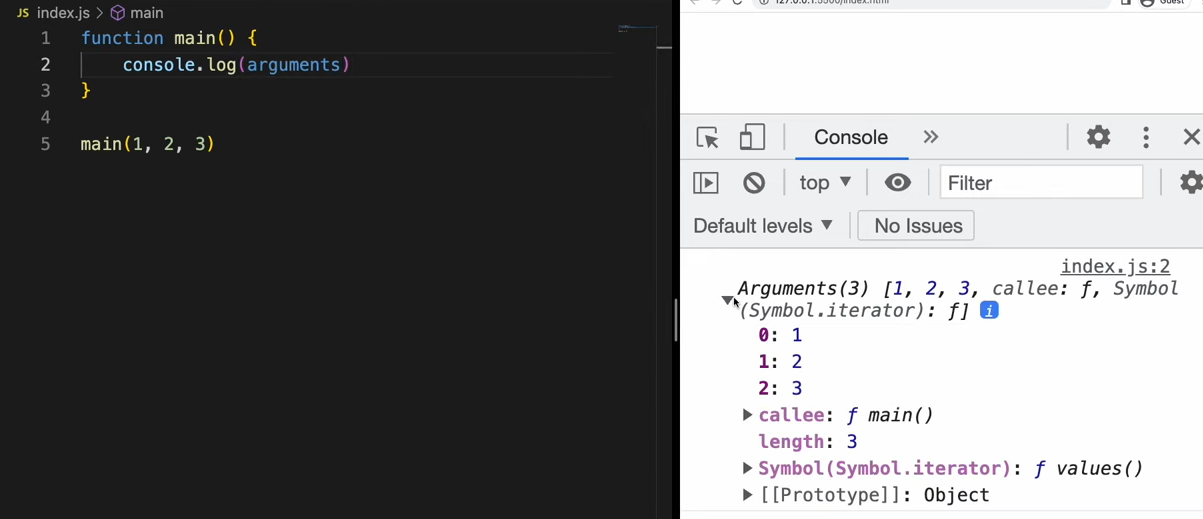 JS index.js > main
1 function main() {
2 console.log(arguments)
3 }
4
5 main(1, 2, 3)
127.0.0.1:5500/index.html Guest
Console »
top ▼ Filter
Default levels ▼ No Issues
index.js:2
▼ Arguments(3) [1, 2, 3, callee: ƒ, Symbol
(Symbol.iterator): ƒ] i
0: 1
1: 2
2: 3
▶ callee: ƒ main()
length: 3
▶ Symbol(Symbol.iterator): ƒ values()
▶ [[Prototype]]: Object